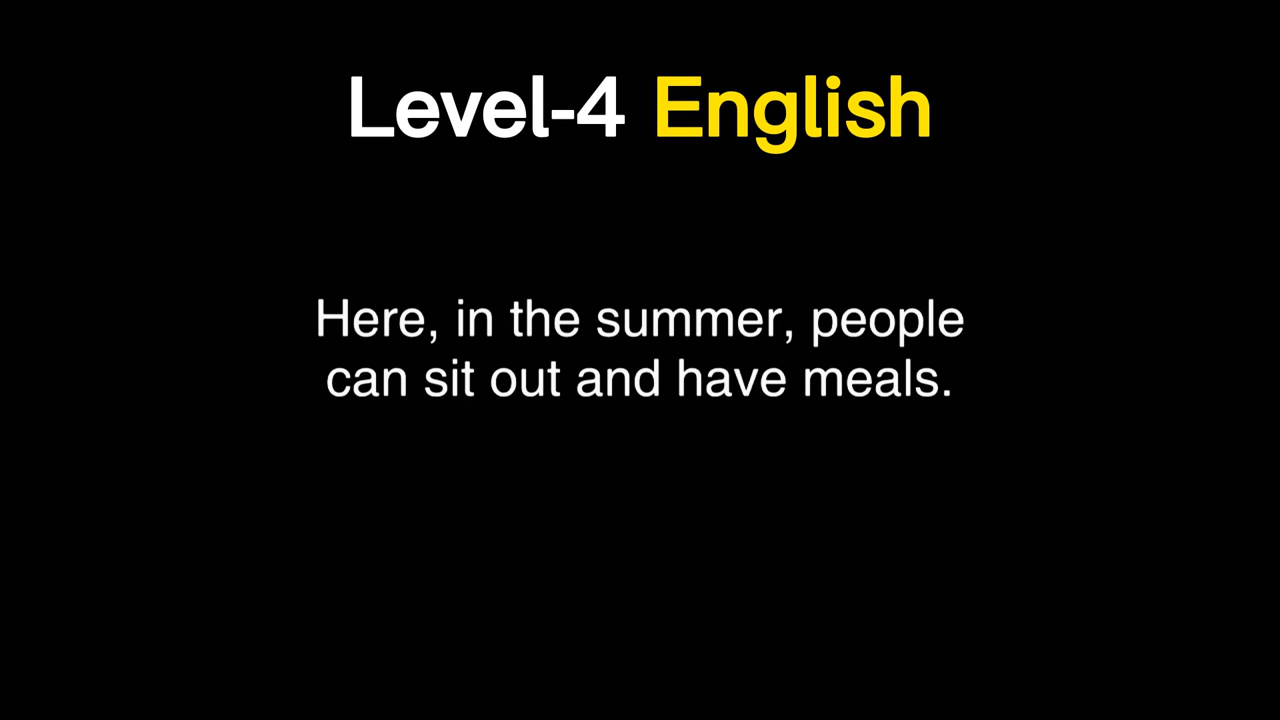 Level-4 English
Here, in the summer, people
can sit out and have meals.